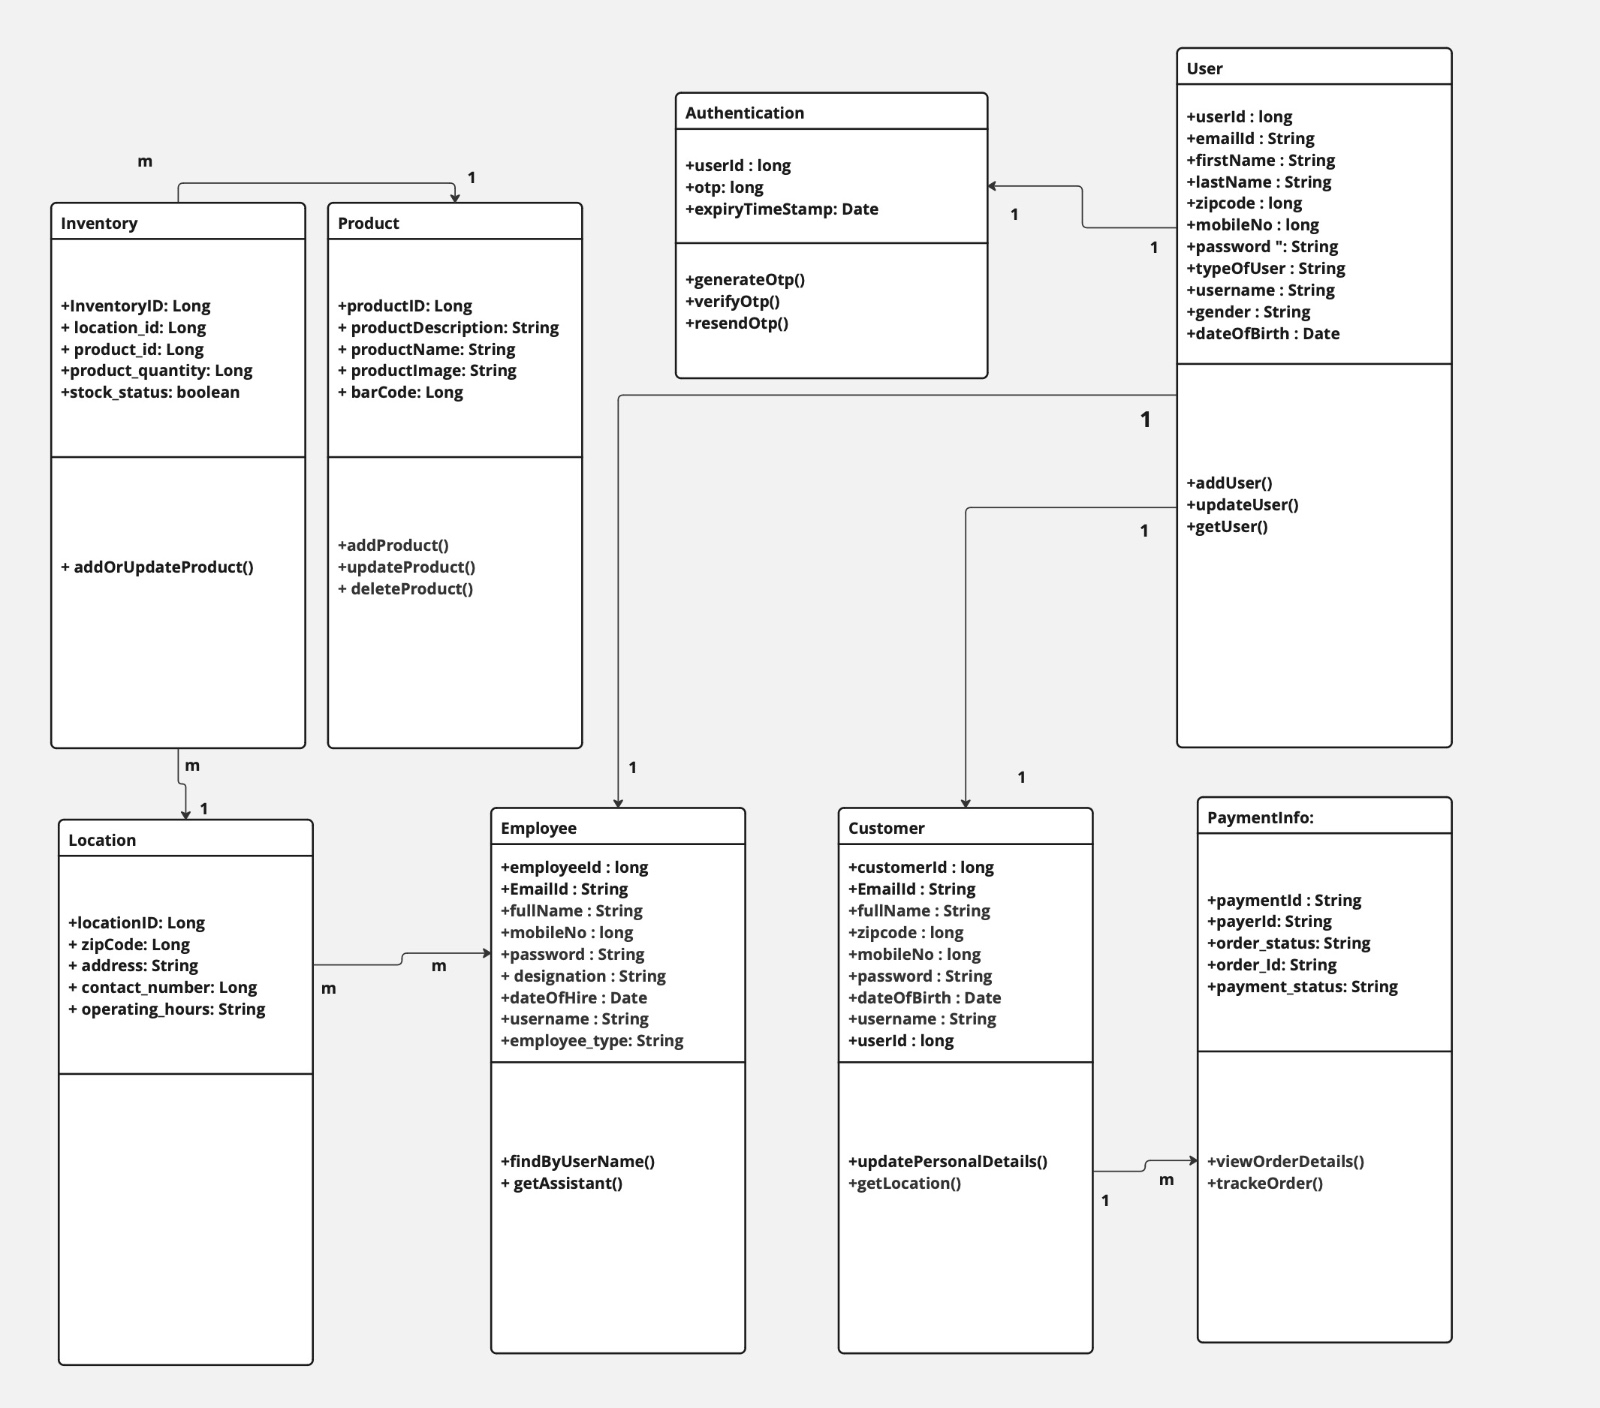 User
+userId : long
+emailId : String
+firstName : String
+lastName : String
+zipcode : long
+mobileNo : long
+password ": String
+typeOfUser : String
+username : String
+gender : String
+dateOfBirth : Date
+addUser()
+updateUser()
+getUser()
Authentication
+userId : long
+otp: long
+expiryTimeStamp: Date
+generateOtp()
+verifyOtp()
+resendOtp()
1
1
m
1
Inventory
+InventoryID: Long
+ location_id: Long
+ product_id: Long
+product_quantity: Long
+stock_status: boolean
+ addOrUpdateProduct()
Product
+productID: Long
+ productDescription: String
+ productName: String
+ productImage: String
+ barCode: Long
+addProduct()
+updateProduct()
+ deleteProduct()
1
1
m
1
1
1
Location
+locationID: Long
+ zipCode: Long
+ address: String
+ contact_number: Long
+ operating_hours: String
m
m
Employee
+employeeId : long
+EmailId : String
+fullName : String
+mobileNo : long
+password : String
+ designation : String
+dateOfHire : Date
+username : String
+employee_type: String
+findByUserName()
+ getAssistant()
Customer
+customerId : long
+EmailId : String
+fullName : String
+zipcode : long
+mobileNo : long
+password : String
+dateOfBirth : Date
+username : String
+userId : long
+updatePersonalDetails()
+getLocation()
1
m
PaymentInfo:
+paymentId : String
+payerId: String
+order_status: String
+order_Id: String
+payment_status: String
+viewOrderDetails()
+trackeOrder()